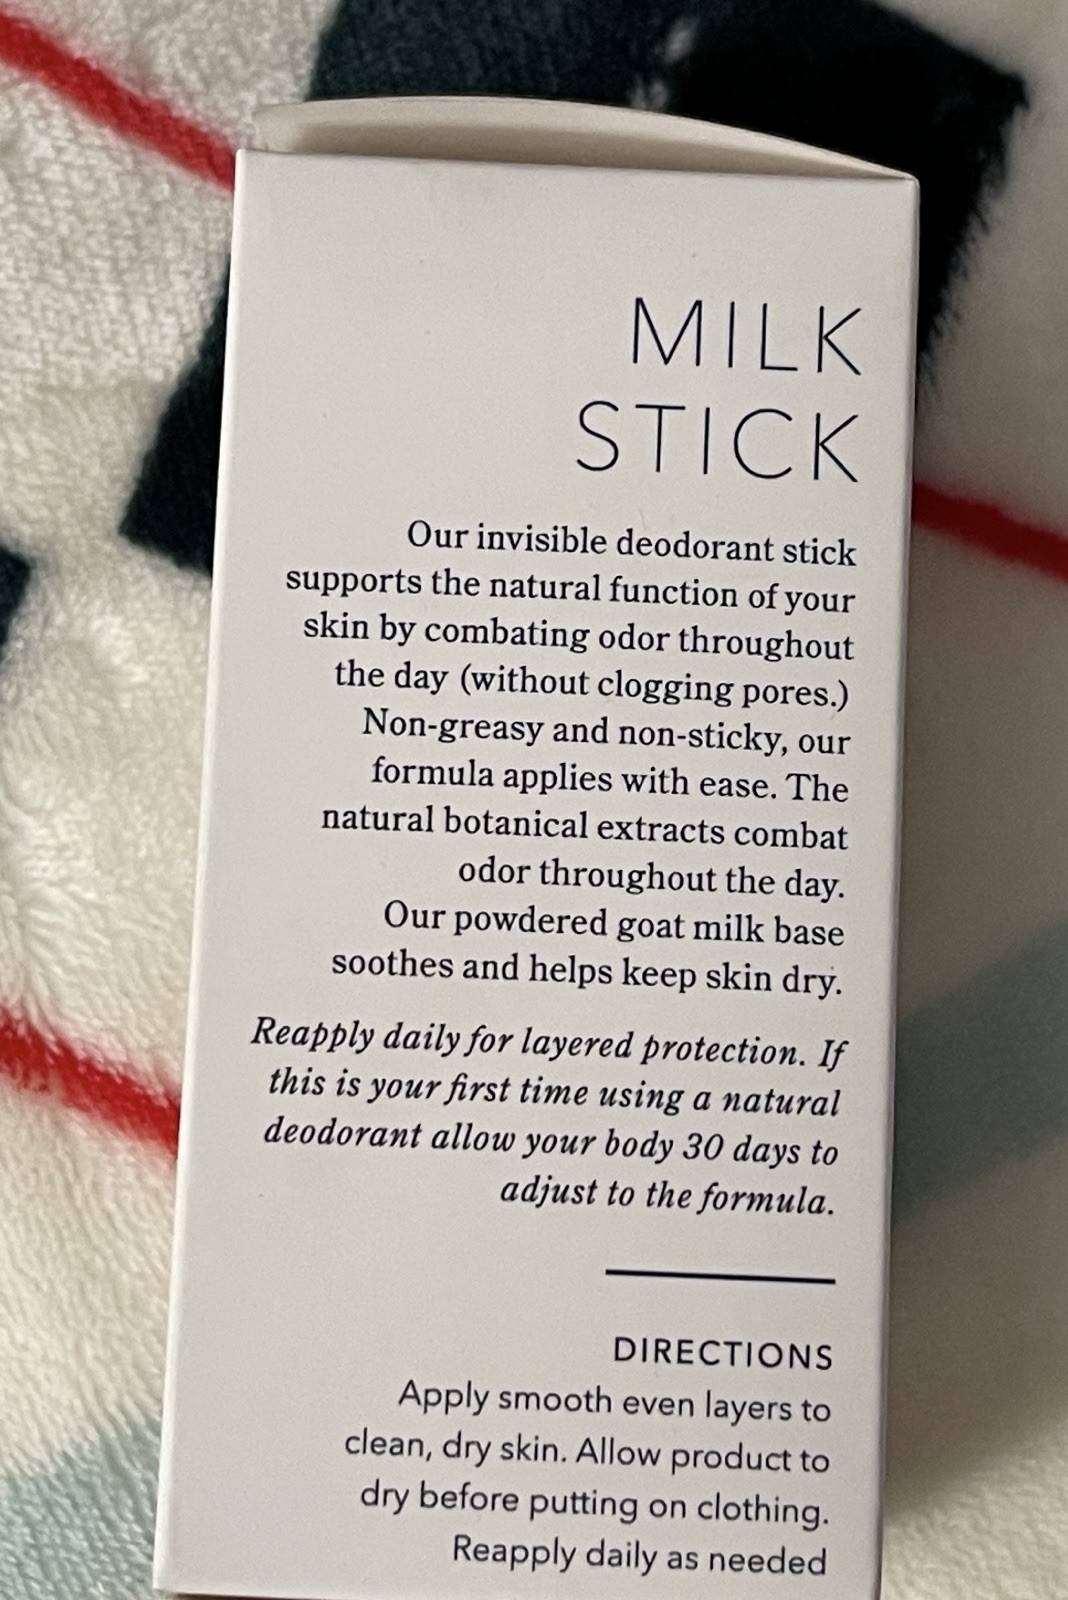 MILK
STICK
Our invisible deodorant stick
supports the natural function of your
skin by combating odor throughout
the day (without clogging pores.)
Non-greasy and non-sticky, our
formula applies with ease. The
natural botanical extracts combat
odor throughout the day.
Our powdered goat milk base
soothes and helps keep skin dry.
Reapply daily for layered protection. If
this is your first time using a natural
deodorant allow your body 30 days to
adjust to the formula.
DIRECTIONS
Apply smooth even layers to
clean, dry skin. Allow product to
dry before putting on clothing.
Reapply daily as needed